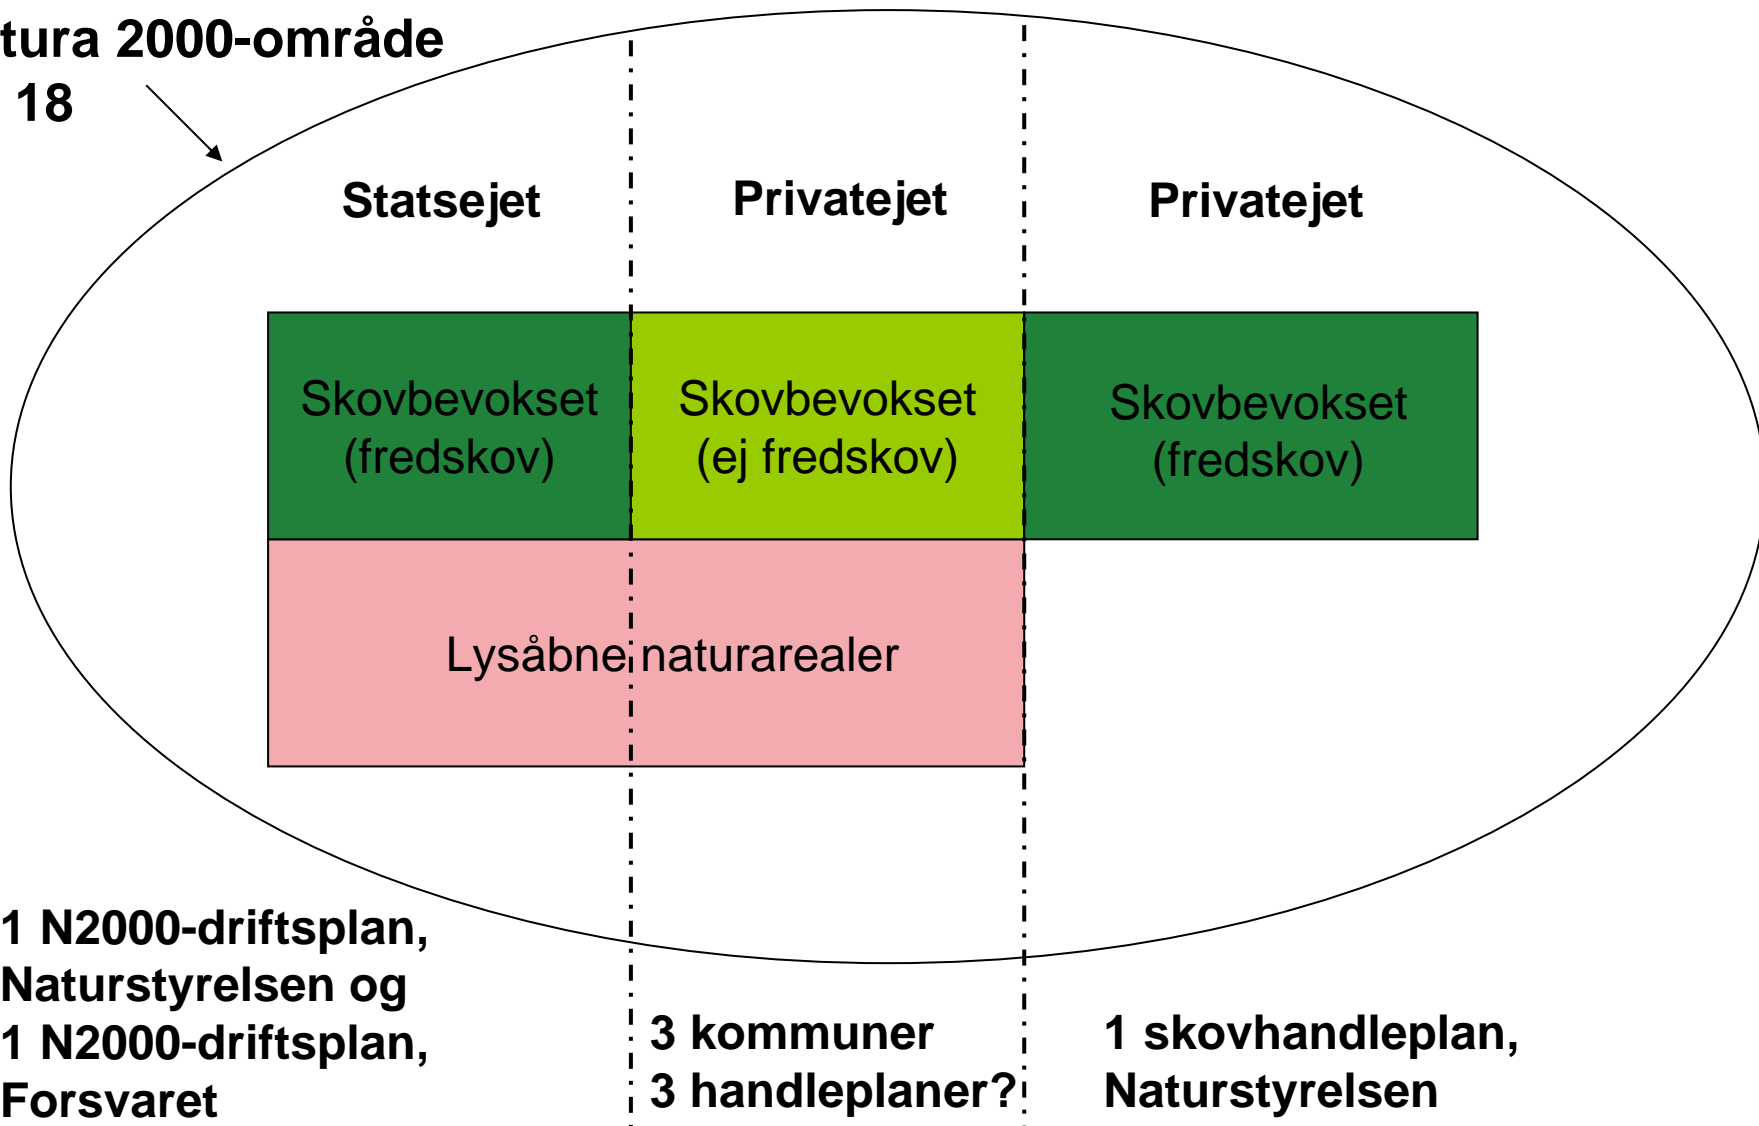 tura 2000-område
18
Statsejet
Privatejet
Privatejet
Skovbevokset
(fredskov)
Skovbevokset
(ej fredskov)
Skovbevokset
(fredskov)
Lysåbne naturarealer
1 N2000-driftsplan,
Naturstyrelsen og
1 N2000-driftsplan,
Forsvaret
3 kommuner
3 handleplaner?
1 skovhandleplan,
Naturstyrelsen